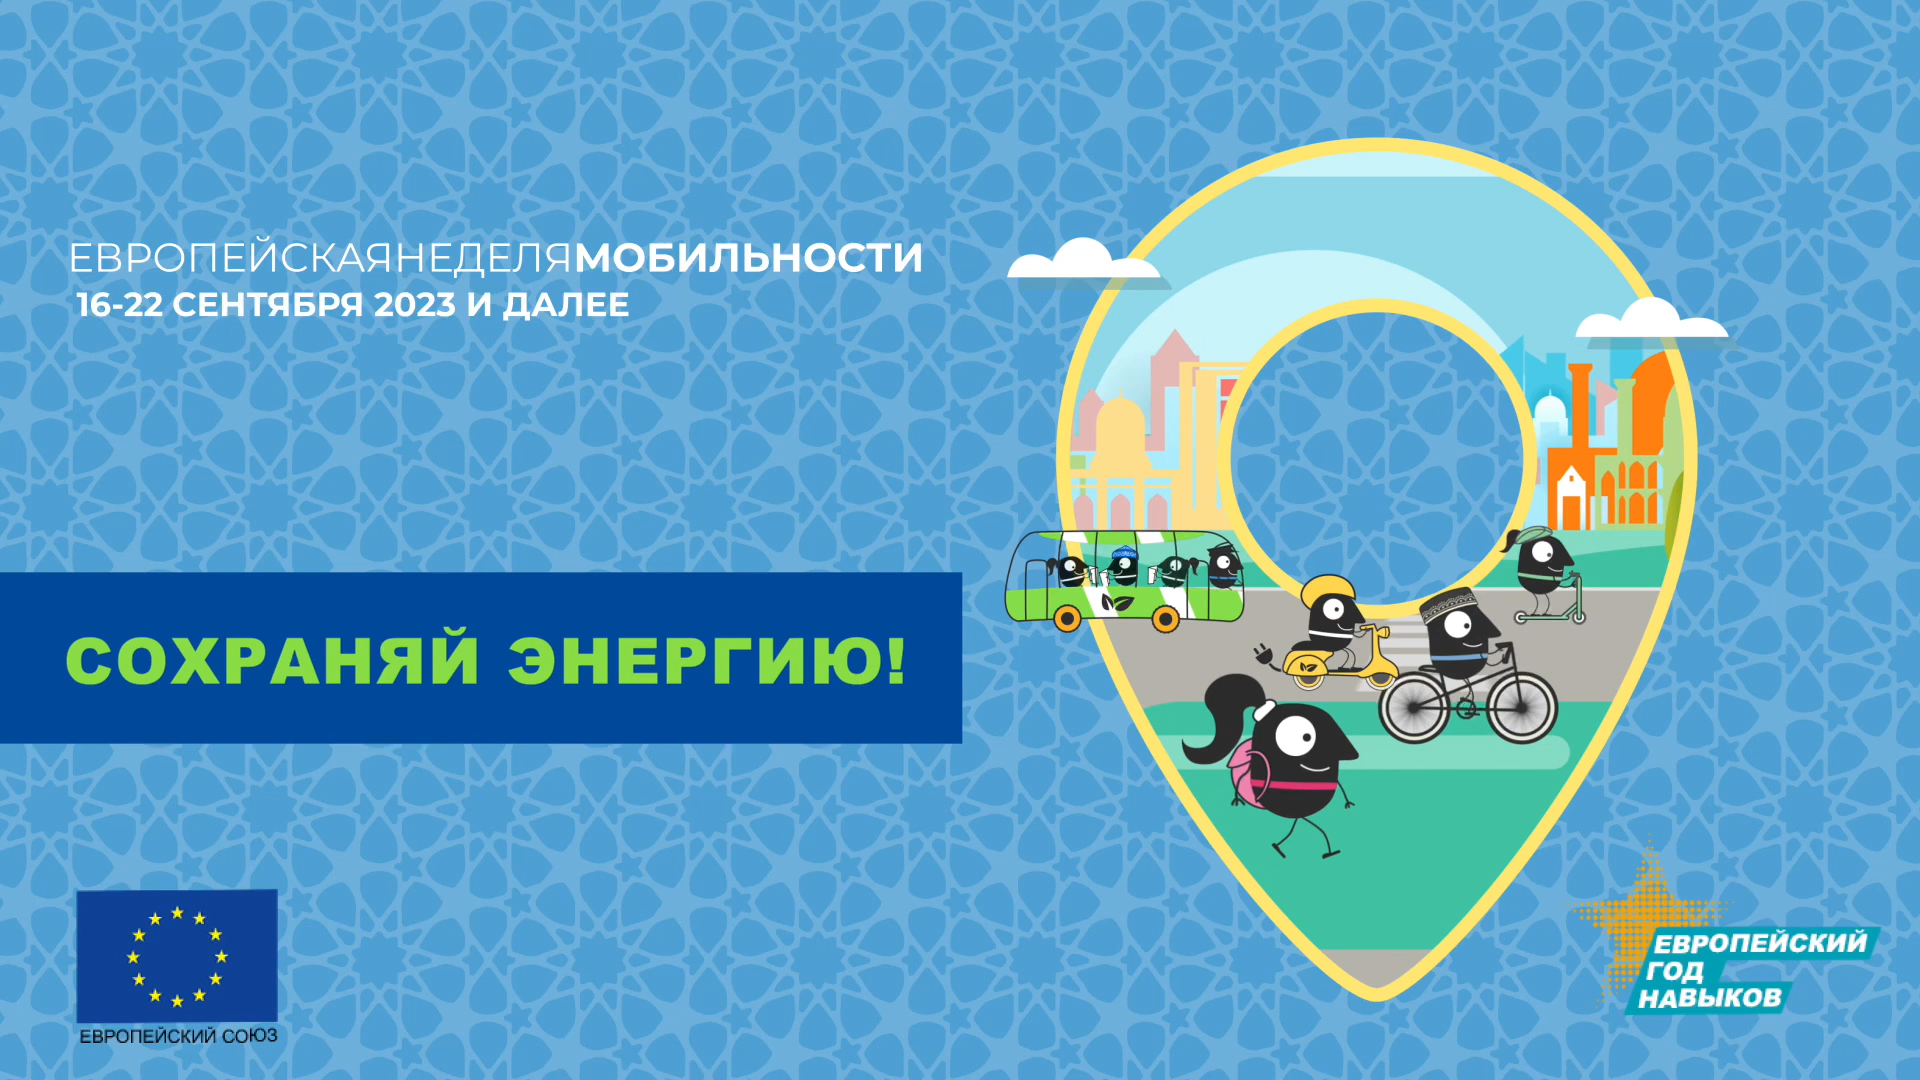 ЕВРОПЕЙСКАЯНЕДЕЛЯМОБИЛЬНОСТИ
16-22 СЕНТЯБРЯ 2023 И ДАЛЕЕ
СОХРАНЯЙ ЭНЕРГИЮ!
ЕВРОПЕЙСКИЙ СОЮЗ
ЕВРОПЕЙСКИЙ
ГОД
НАВЫКОВ